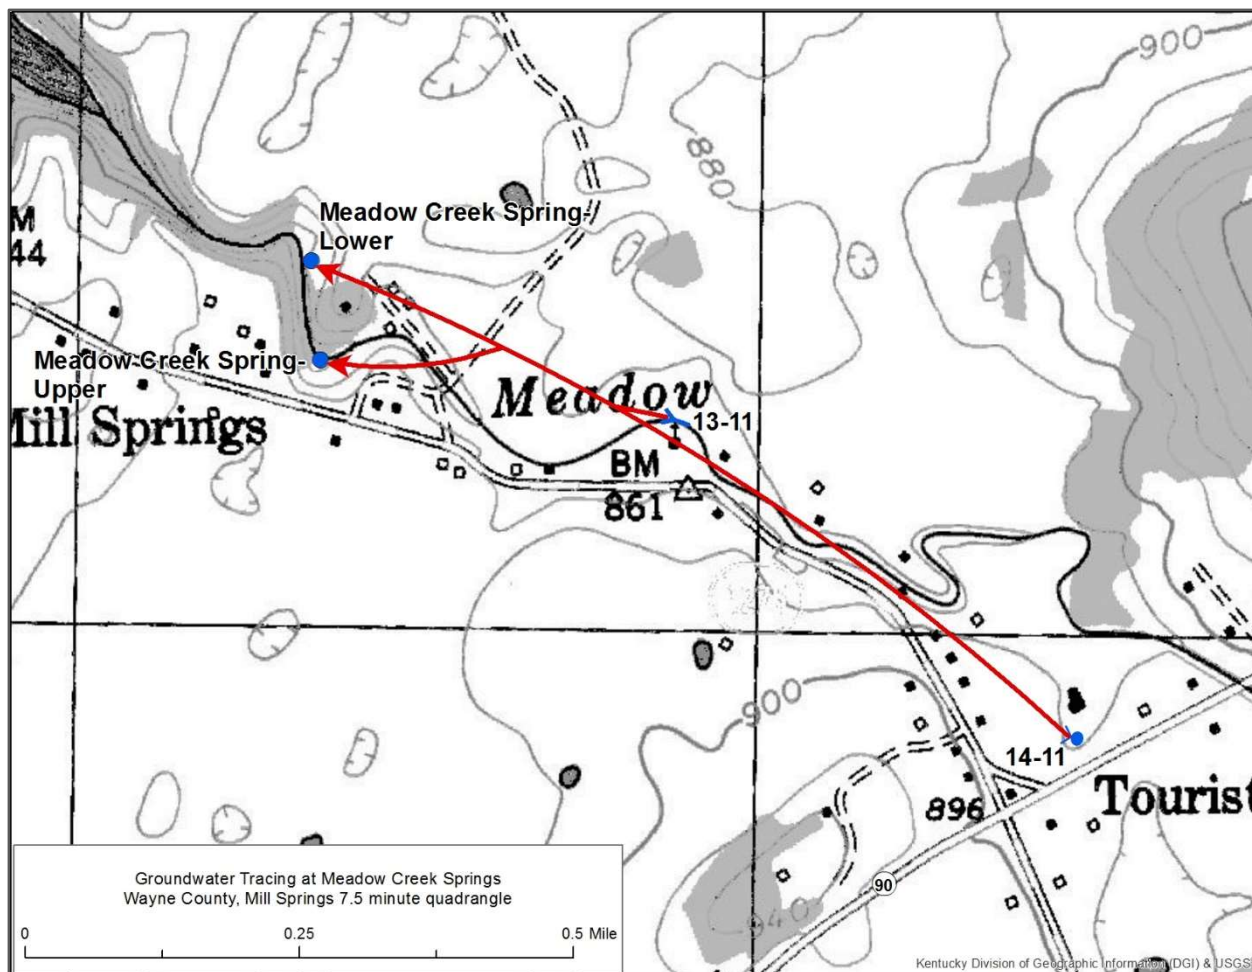 900
880
Meadow Creek Spring-
Lower
M
44
Meadow Creek Spring-
Upper
Mill Springs
Meadow
13-11
BM
861
900
14-11
896
Tourist
90
940
Groundwater Tracing at Meadow Creek Springs
Wayne County, Mill Springs 7.5 minute quadrangle
0 0.25 0.5 Mile
Kentucky Division of Geographic Information (DGI) & USGS